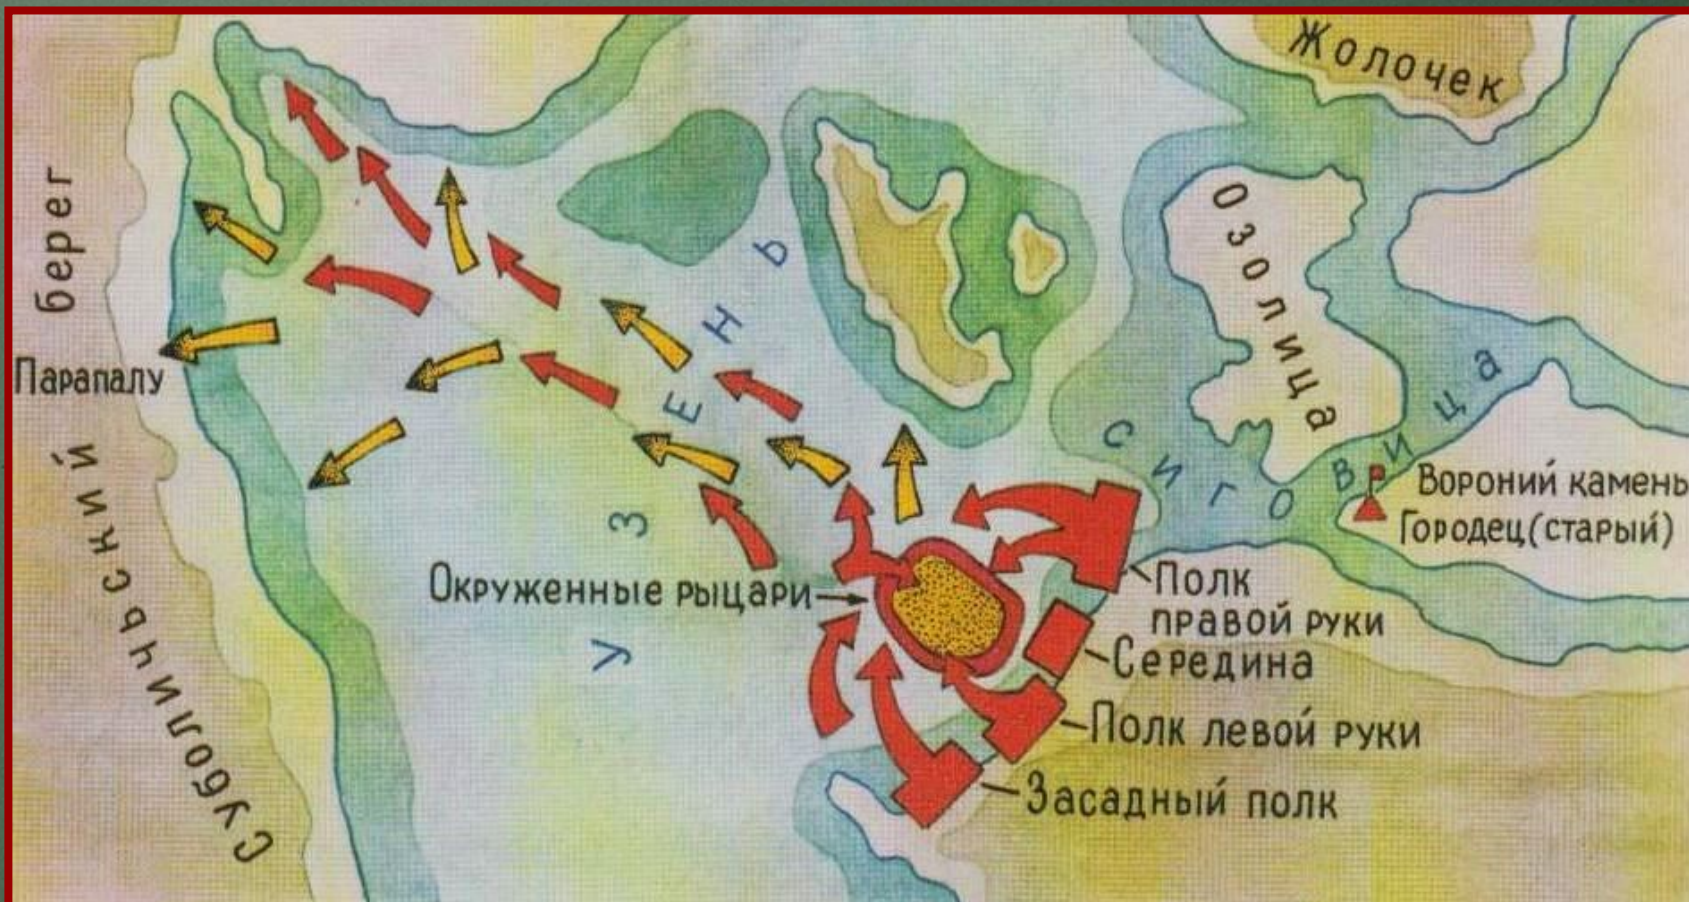 Жолочек
Озолица
Сиговица
Узмень
Суболичьский берег
Парапалу
Вороний камень
Городец (старый)
Окруженные рыцари
Полк
правой руки
Середина
Полк левой руки
Засадный полк